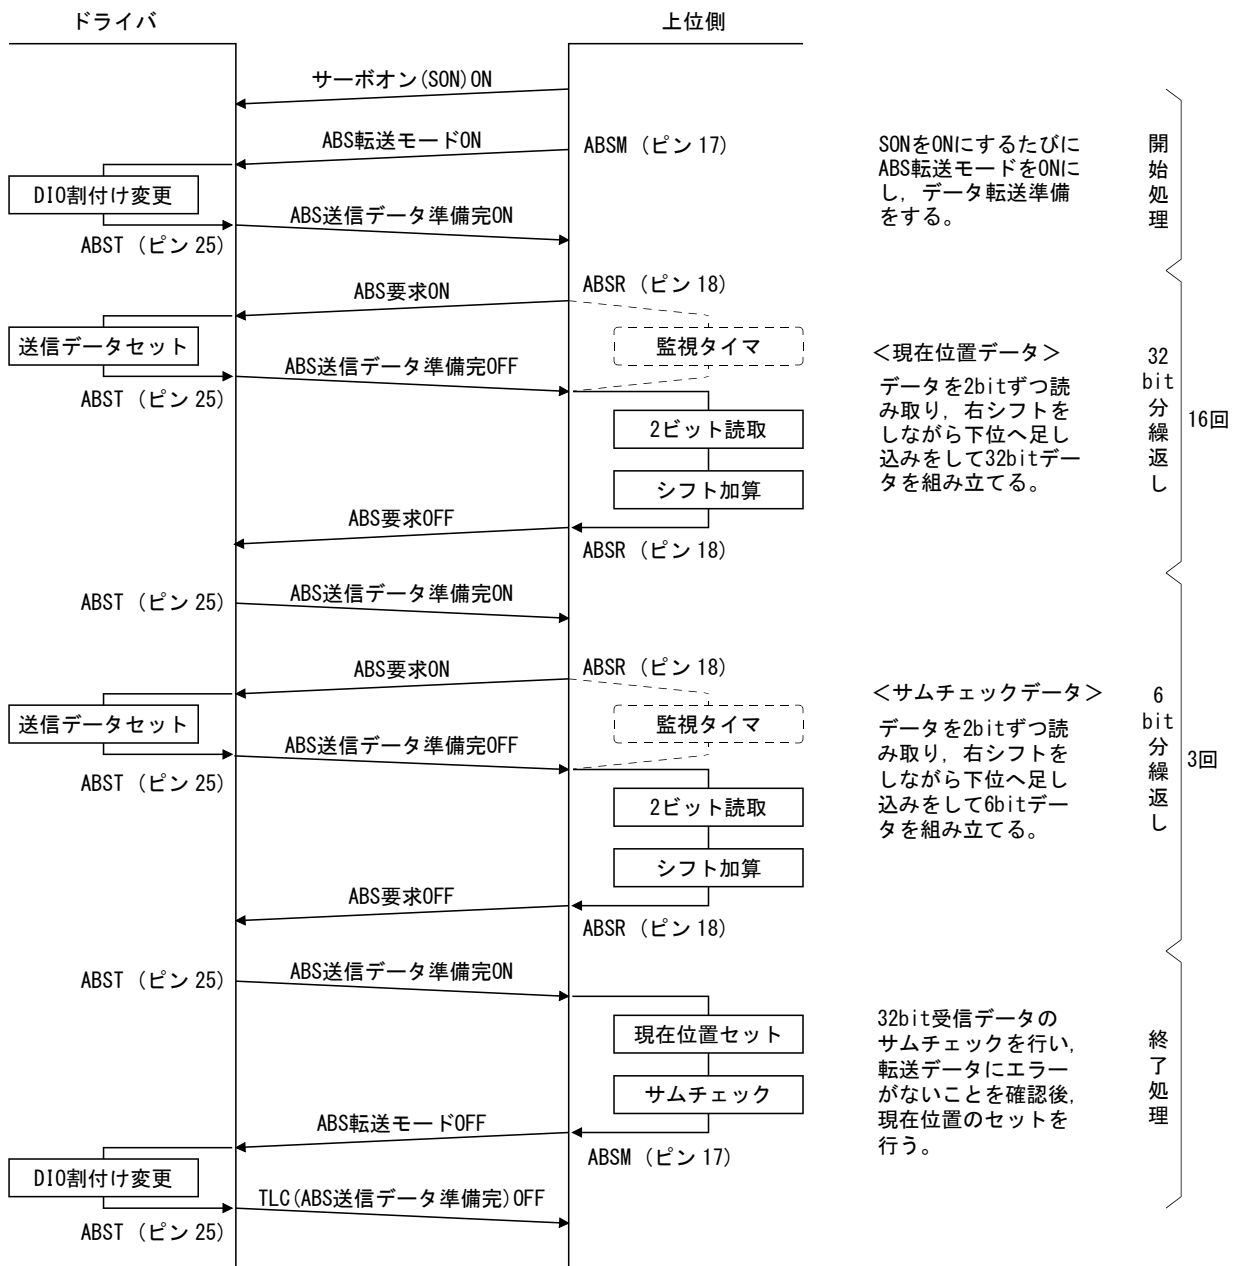 ドライバ
上位側
サーボオン(SON)ON
ABS転送モードON
ABSM (ピン 17)
DIO割付け変更
ABS送信データ準備完ON
ABST (ピン 25)
SONをONにするたびに
ABS転送モードをONに
し，データ転送準備
をする。
開始処理
ABS要求ON
ABSR (ピン 18)
送信データセット
監視タイマ
ABS送信データ準備完OFF
ABST (ピン 25)
2ビット読取
シフト加算
ABS要求OFF
ABSR (ピン 18)
＜現在位置データ＞
データを2bitずつ読
み取り，右シフトを
しながら下位へ足し
込みをして32bitデー
タを組み立てる。
32
bit
分繰返し
16回
ABST (ピン 25)
ABS送信データ準備完ON
ABS要求ON
ABSR (ピン 18)
送信データセット
監視タイマ
ABS送信データ準備完OFF
ABST (ピン 25)
2ビット読取
シフト加算
ABS要求OFF
ABSR (ピン 18)
＜サムチェックデータ＞
データを2bitずつ読
み取り，右シフトを
しながら下位へ足し
込みをして6bitデー
タを組み立てる。
6
bit
分繰返し
3回
ABST (ピン 25)
ABS送信データ準備完ON
現在位置セット
サムチェック
ABS転送モードOFF
ABSM (ピン 17)
DIO割付け変更
TLC(ABS送信データ準備完)OFF
ABST (ピン 25)
32bit受信データの
サムチェックを行い，
転送データにエラー
がないことを確認後，
現在位置のセットを
行う。
終了処理